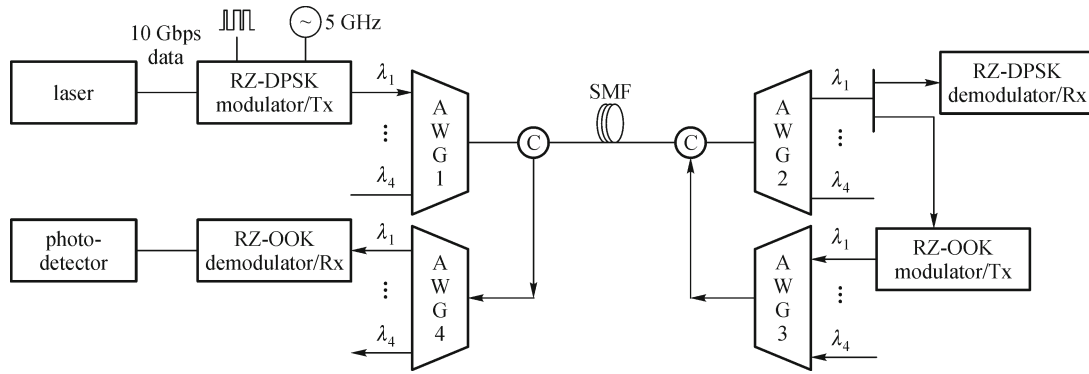 10 Gbps
data
~
5 GHz
laser
RZ-DPSK
modulator/Tx
λ₁
⋮
λ₄
A
W
G
1
C
SMF
C
A
W
G
2
λ₁
⋮
λ₄
RZ-DPSK
demodulator/Rx
photo-
detector
RZ-OOK
demodulator/Rx
λ₁
⋮
λ₄
A
W
G
4
A
W
G
3
λ₁
⋮
λ₄
RZ-OOK
modulator/Tx